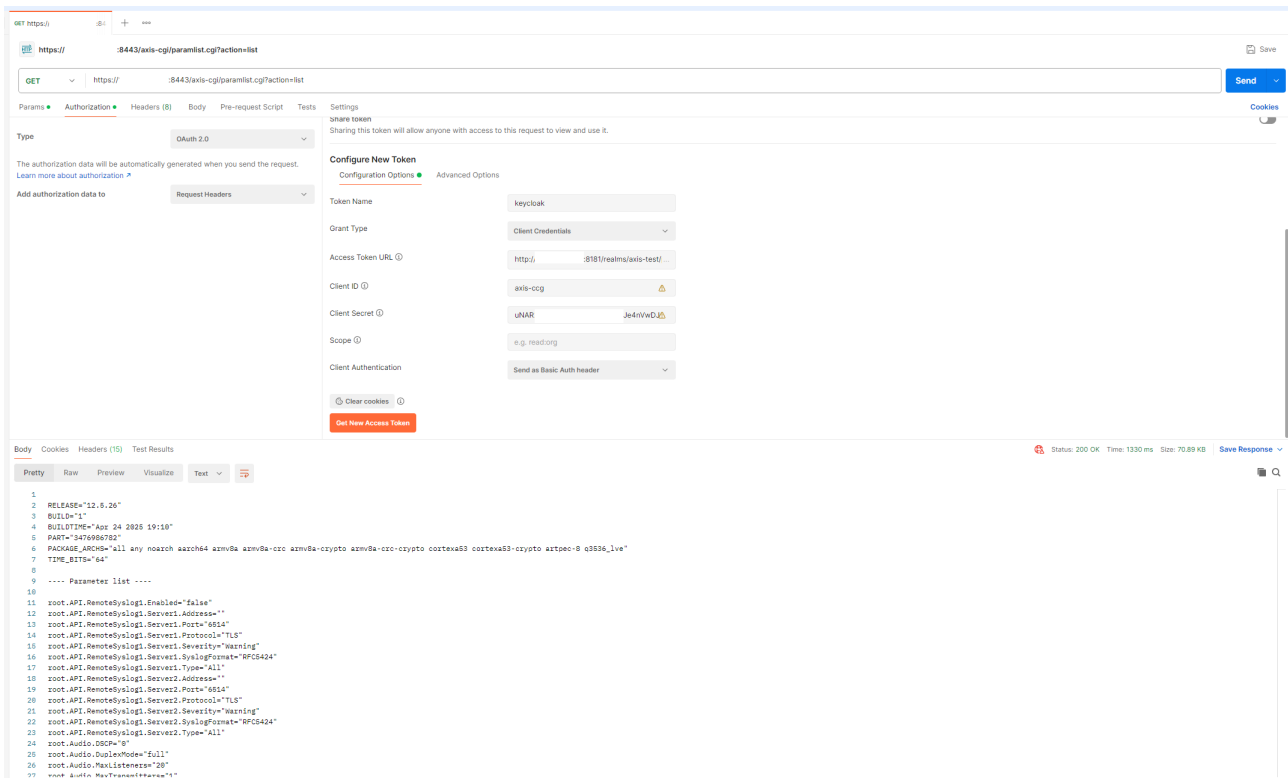 GET https:// :84
https:// :8443/axis-cgi/paramlist.cgi?action=list
Save
GET https:// :8443/axis-cgi/paramlist.cgi?action=list Send
Params Authorization Headers (8) Body Pre-request Script Tests Settings Cookies
Share token
Sharing this token will allow anyone with access to this request to view and use it.
Type OAuth 2.0
The authorization data will be automatically generated when you send the request.
Learn more about authorization ↗
Add authorization data to Request Headers
Configure New Token
Configuration Options Advanced Options
Token Name keycloak
Grant Type Client Credentials
Access Token URL http:/ :8181/realms/axis-test/...
Client ID axis-ccg
Client Secret uNAR Je4nVwDJ
Scope e.g. read:org
Client Authentication Send as Basic Auth header
Clear cookies
Get New Access Token
Body Cookies Headers (15) Test Results Status: 200 OK Time: 1330 ms Size: 70.89 KB Save Response
Pretty Raw Preview Visualize Text
1
2 RELEASE="12.5.26"
3 BUILD="1"
4 BUILDTIME="Apr 24 2025 19:10"
5 PART="3476986782"
6 PACKAGE_ARCHS="all any noarch aarch64 armv8a armv8a-crc armv8a-crypto armv8a-crc-crypto cortexa53 cortexa53-crypto artpec-8 q3536_lve"
7 TIME_BITS="64"
8
9 ---- Parameter list ----
10
11 root.API.RemoteSyslog1.Enabled="false"
12 root.API.RemoteSyslog1.Server1.Address=""
13 root.API.RemoteSyslog1.Server1.Port="6514"
14 root.API.RemoteSyslog1.Server1.Protocol="TLS"
15 root.API.RemoteSyslog1.Server1.Severity="Warning"
16 root.API.RemoteSyslog1.Server1.SyslogFormat="RFC5424"
17 root.API.RemoteSyslog1.Server1.Type="All"
18 root.API.RemoteSyslog1.Server2.Address=""
19 root.API.RemoteSyslog1.Server2.Port="6514"
20 root.API.RemoteSyslog1.Server2.Protocol="TLS"
21 root.API.RemoteSyslog1.Server2.Severity="Warning"
22 root.API.RemoteSyslog1.Server2.SyslogFormat="RFC5424"
23 root.API.RemoteSyslog1.Server2.Type="All"
24 root.Audio.DSCP="0"
25 root.Audio.DuplexMode="full"
26 root.Audio.MaxListeners="20"
27 root.Audio.MaxTransmitters="1"